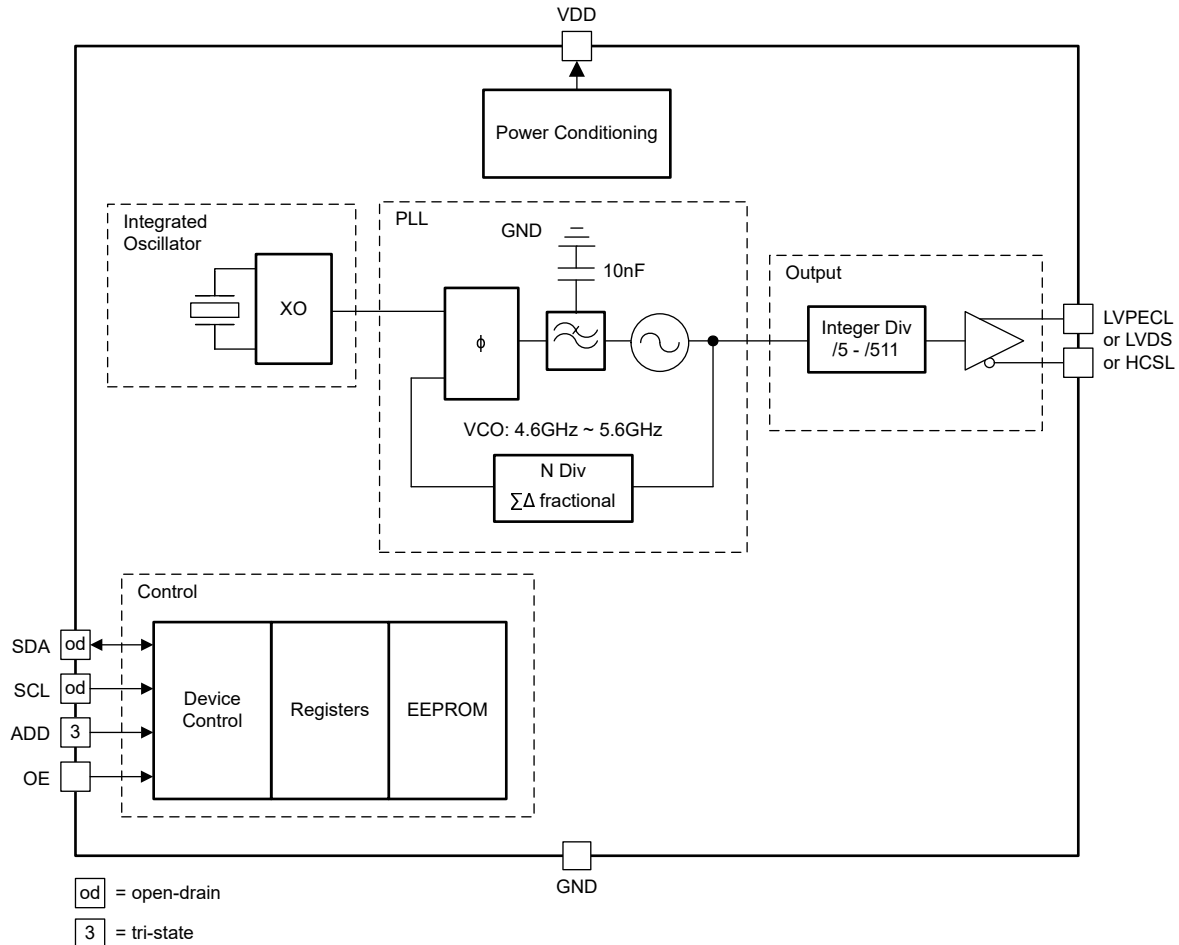 VDD
Power Conditioning
Integrated
Oscillator
XO
PLL
GND
10nF
ϕ
VCO: 4.6GHz ~ 5.6GHz
N Div
∑Δ fractional
Output
Integer Div
/5 - /511
LVPECL
or LVDS
or HCSL
Control
SDA
od
SCL
od
ADD
3
OE
Device
Control
Registers
EEPROM
GND
od = open-drain
3 = tri-state